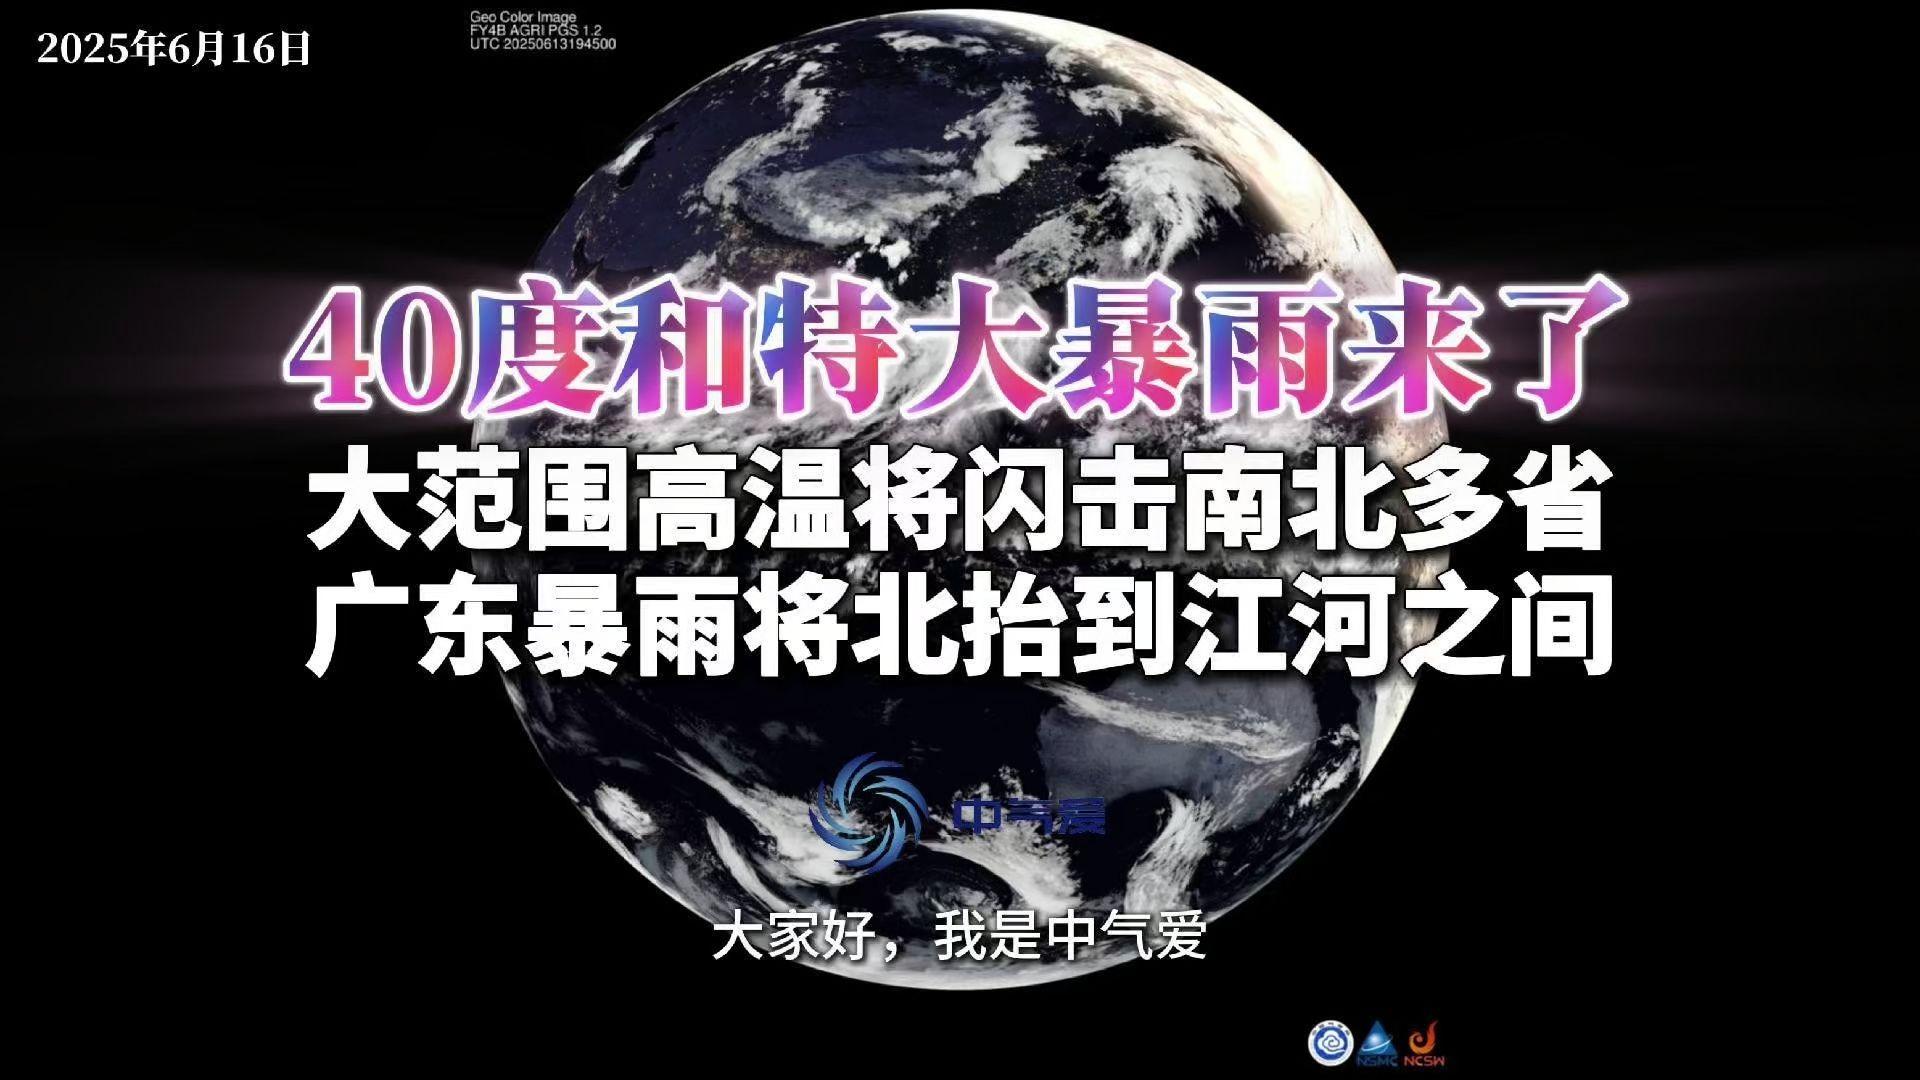 2025年6月16日
Geo Color Image
FY4B AGRI PGS 1.2
UTC 20250613194500
40度和特大暴雨来了
大范围高温将闪击南北多省
广东暴雨将北抬到江河之间
中气爱
大家好，我是中气爱
NSMC NCSW